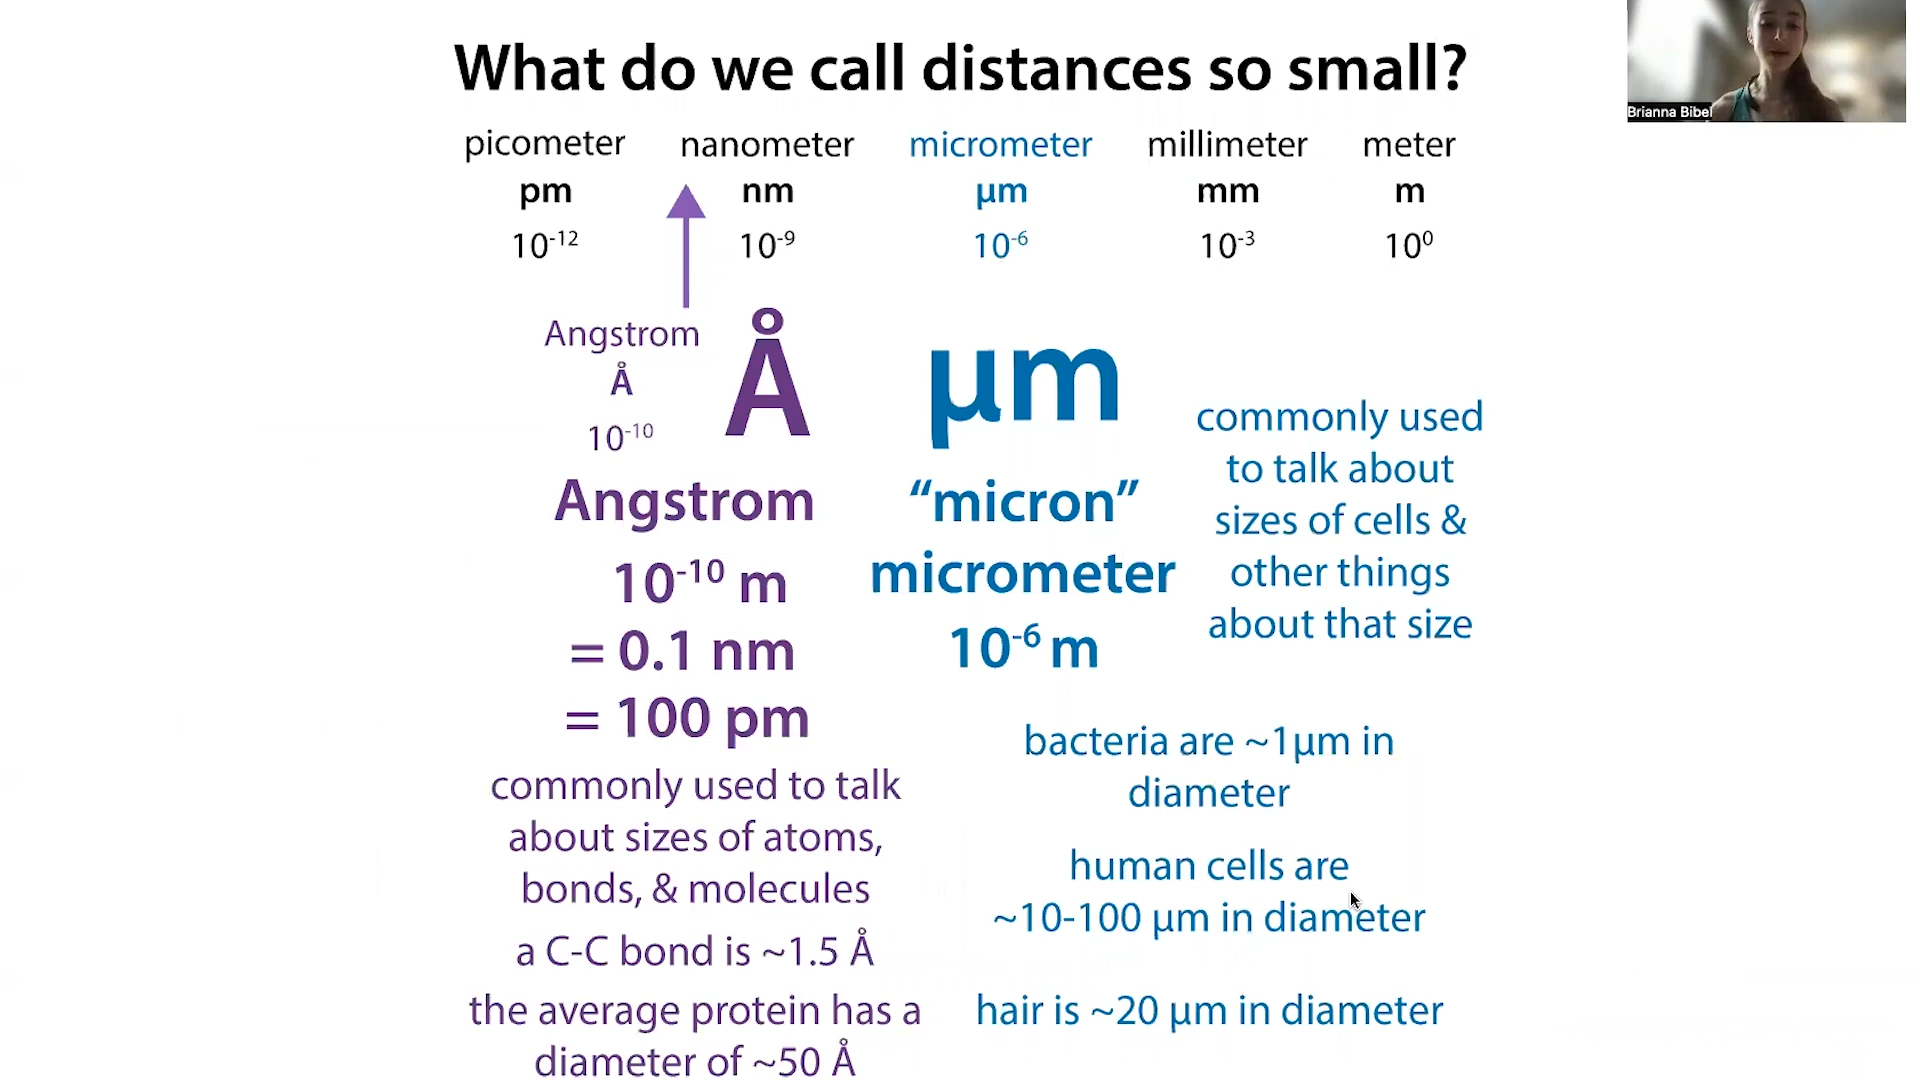 What do we call distances so small?
Brianna Bibel
picometer nanometer micrometer millimeter meter
pm nm µm mm m
10⁻¹² 10⁻⁹ 10⁻⁶ 10⁻³ 10⁰
Angstrom
Å
10⁻¹⁰
Å
Angstrom
10⁻¹⁰ m
= 0.1 nm
= 100 pm
commonly used to talk
about sizes of atoms,
bonds, & molecules
a C-C bond is ~1.5 Å
the average protein has a
diameter of ~50 Å
µm
“micron”
micrometer
10⁻⁶ m
commonly used
to talk about
sizes of cells &
other things
about that size
bacteria are ~1µm in
diameter
human cells are
~10-100 µm in diameter
hair is ~20 µm in diameter